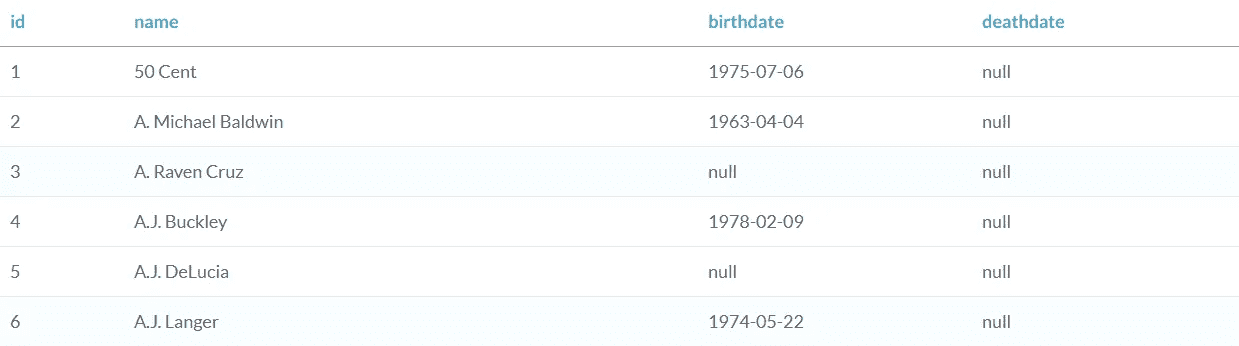 id name birthdate deathdate
1 50 Cent 1975-07-06 null
2 A. Michael Baldwin 1963-04-04 null
3 A. Raven Cruz null null
4 A.J. Buckley 1978-02-09 null
5 A.J. DeLucia null null
6 A.J. Langer 1974-05-22 null